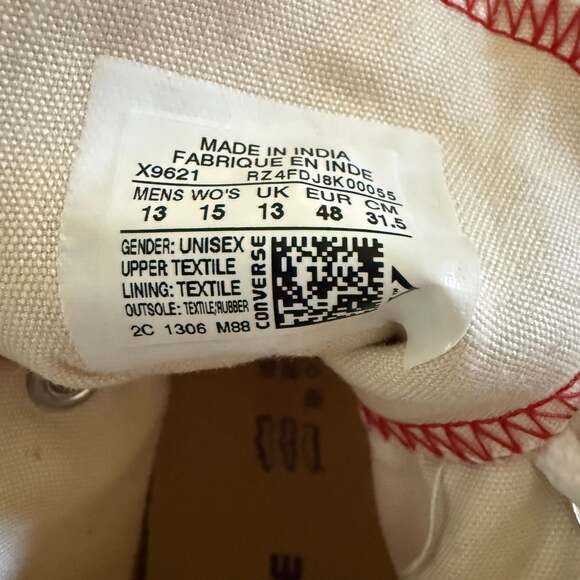 MADE IN INDIA
FABRIQUE EN INDE
X9621 RZ4FDJ8K00055
MENS WO'S UK EUR CM
13 15 13 48 31.5
GENDER: UNISEX
UPPER: TEXTILE
LINING: TEXTILE
OUTSOLE: TEXTILE/RUBBER
2C 1306 M88
CONVERSE